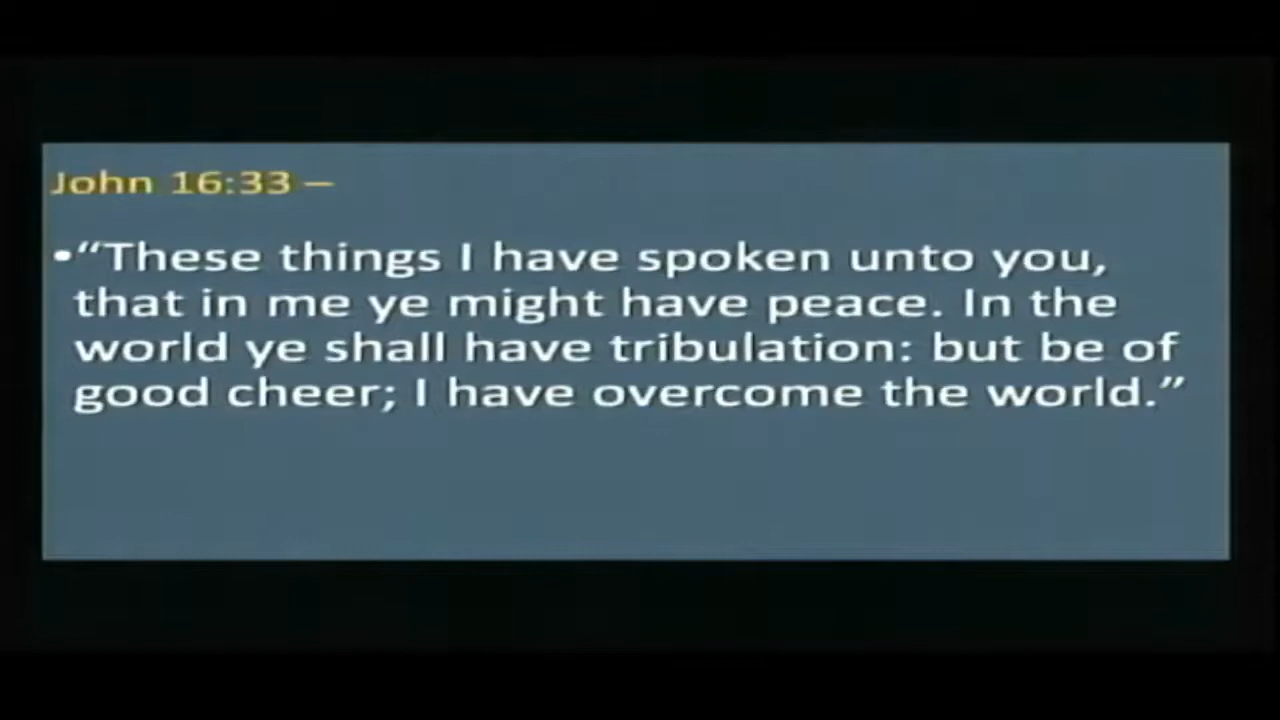 John 16:33 –
•“These things I have spoken unto you,
that in me ye might have peace. In the
world ye shall have tribulation: but be of
good cheer; I have overcome the world.”